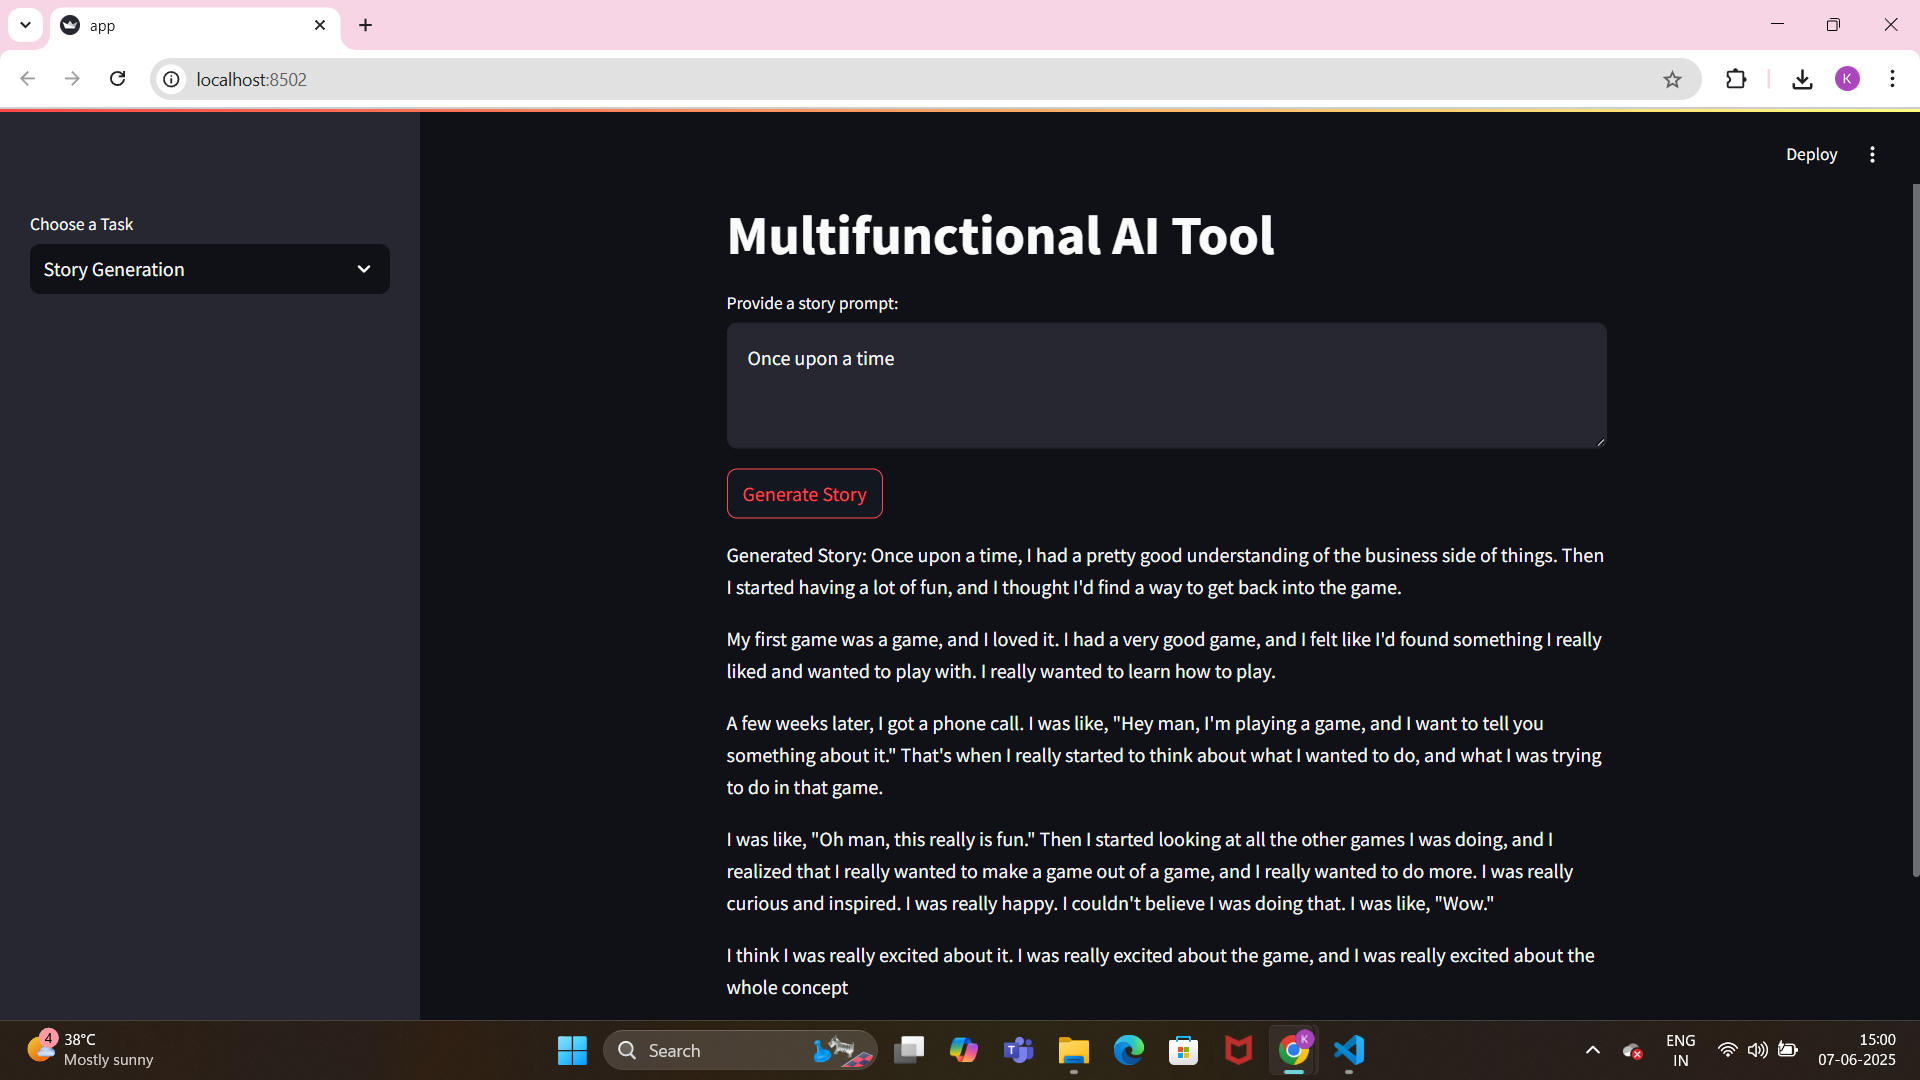 app
localhost:8502
K
Deploy
Choose a Task
Story Generation
Multifunctional AI Tool
Provide a story prompt:
Once upon a time
Generate Story
Generated Story: Once upon a time, I had a pretty good understanding of the business side of things. Then
I started having a lot of fun, and I thought I'd find a way to get back into the game.
My first game was a game, and I loved it. I had a very good game, and I felt like I'd found something I really
liked and wanted to play with. I really wanted to learn how to play.
A few weeks later, I got a phone call. I was like, "Hey man, I'm playing a game, and I want to tell you
something about it." That's when I really started to think about what I wanted to do, and what I was trying
to do in that game.
I was like, "Oh man, this really is fun." Then I started looking at all the other games I was doing, and I
realized that I really wanted to make a game out of a game, and I really wanted to do more. I was really
curious and inspired. I was really happy. I couldn't believe I was doing that. I was like, "Wow."
I think I was really excited about it. I was really excited about the game, and I was really excited about the
whole concept
4
38°C
Mostly sunny
Search
K
ENG
IN
15:00
07-06-2025